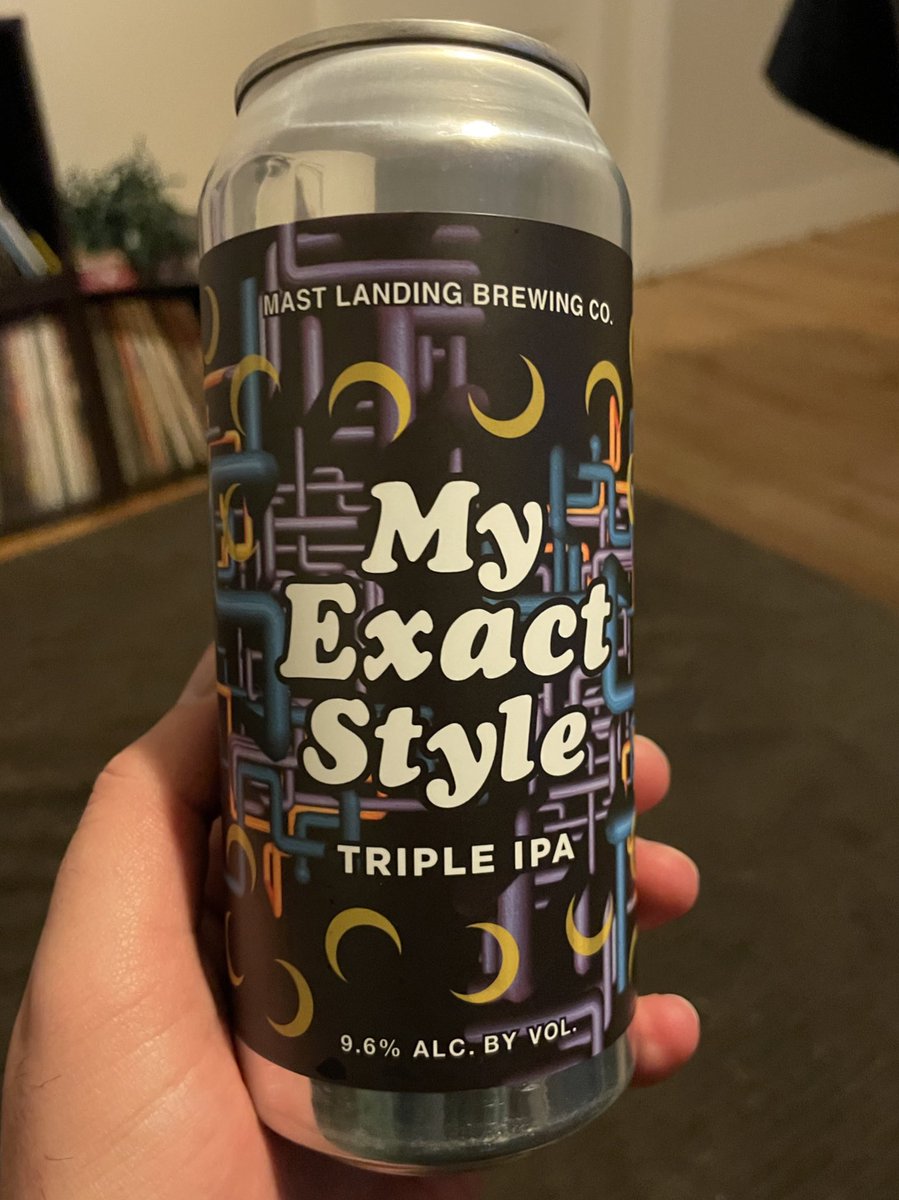 MAST LANDING BREWING CO.
My
Exact
Style
TRIPLE IPA
9.6% ALC. BY VOL.